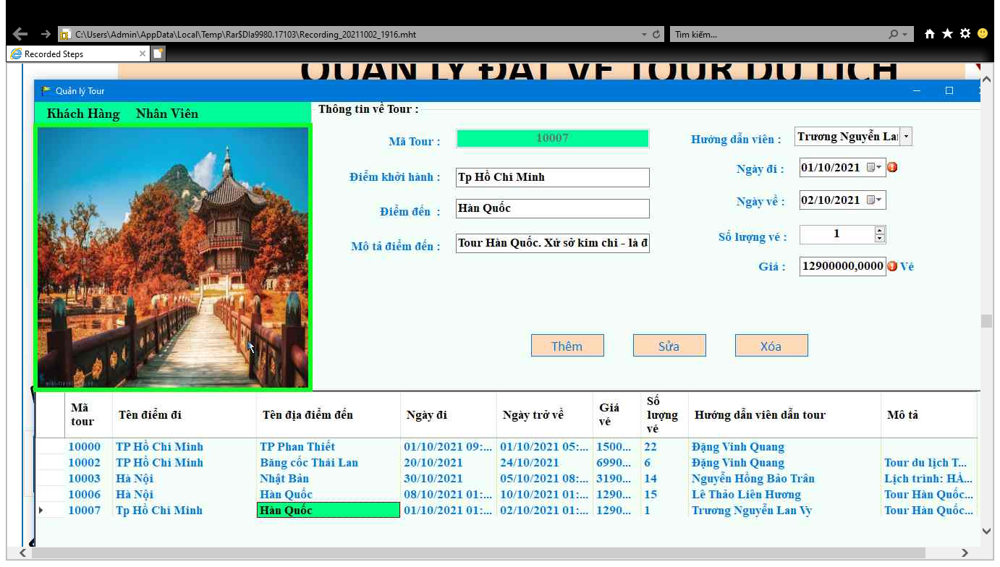 C:\Users\Admin\AppData\Local\Temp\Rar$DIa9980.17103\Recording_20211002_1916.mht
Tìm kiếm...
Recorded Steps
QUẢN LÝ ĐẶT VÉ TOUR DU LỊCH
Quản lý Tour
Khách Hàng Nhân Viên
Thông tin về Tour :
Mã Tour : 10007
Hướng dẫn viên : Trương Nguyễn La
Điểm khởi hành : Tp Hồ Chí Minh
Ngày đi : 01/10/2021
Điểm đến : Hàn Quốc
Ngày về : 02/10/2021
Mô tả điểm đến : Tour Hàn Quốc. Xứ sở kim chi - là đ
Số lượng vé : 1
Giá : 12900000,0000 Vé
Thêm Sửa Xóa
Mã tour Tên điểm đi Tên địa điểm đến Ngày đi Ngày trở về Giá vé Số lượng vé Hướng dẫn viên dẫn tour Mô tả
10000 TP Hồ Chí Minh TP Phan Thiết 01/10/2021 09:... 01/10/2021 05:... 1500... 22 Đặng Vinh Quang
10002 TP Hồ Chí Minh Băng cốc Thái Lan 20/10/2021 24/10/2021 6990... 6 Đặng Vinh Quang Tour du lịch T...
10003 Hà Nội Nhật Bản 30/10/2021 05/10/2021 08:... 3190... 14 Nguyễn Hồng Bảo Trân Lịch trình: HÀ...
10006 Hà Nội Hàn Quốc 08/10/2021 01:... 10/10/2021 01:... 1290... 15 Lê Thảo Liên Hương Tour Hàn Quốc...
10007 Tp Hồ Chí Minh Hàn Quốc 01/10/2021 01:... 02/10/2021 01:... 1290... 1 Trương Nguyễn Lan Vy Tour Hàn Quốc...